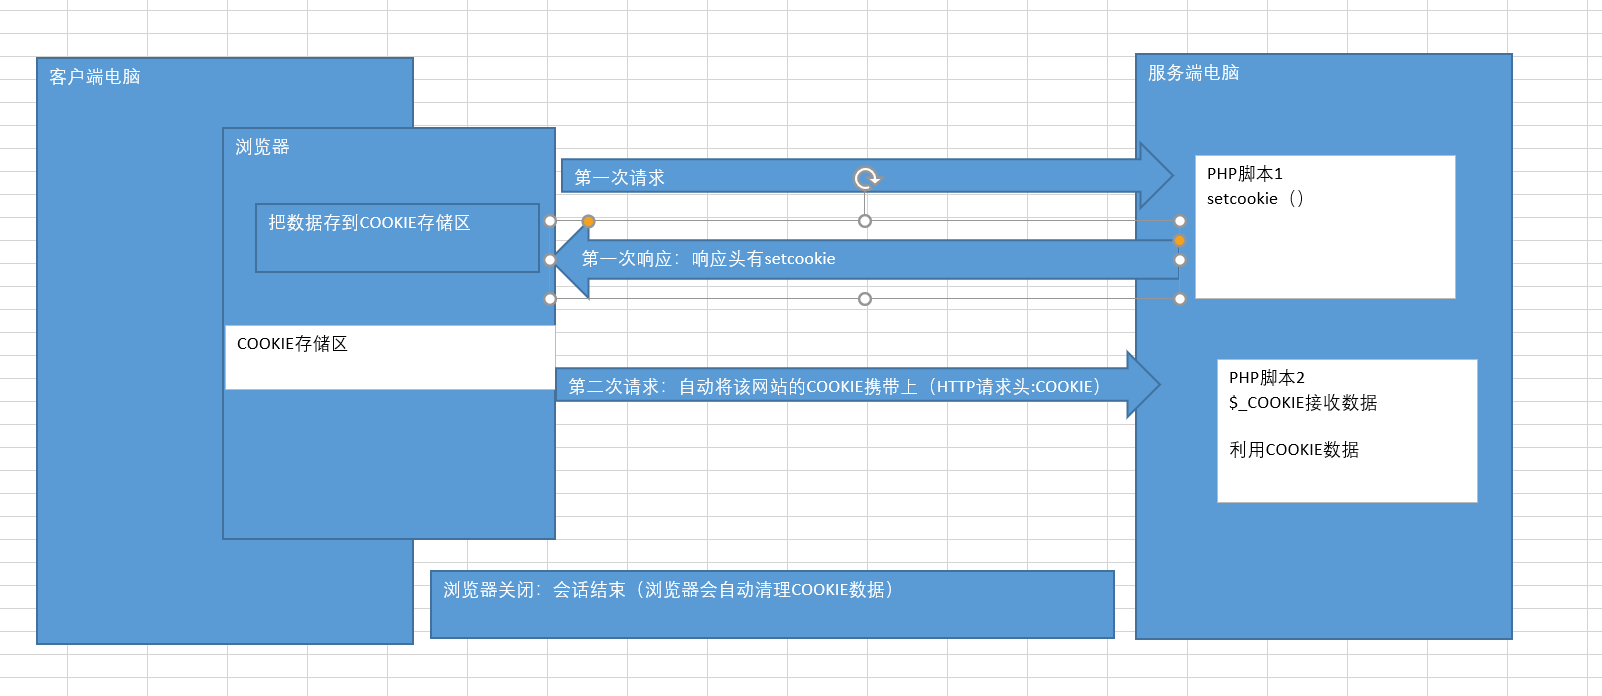 客户端电脑
浏览器
把数据存到COOKIE存储区
COOKIE存储区
第一次请求
第一次响应：响应头有setcookie
第二次请求：自动将该网站的COOKIE携带上（HTTP请求头:COOKIE）
服务端电脑
PHP脚本1
setcookie（）
PHP脚本2
$_COOKIE接收数据
利用COOKIE数据
浏览器关闭：会话结束（浏览器会自动清理COOKIE数据）